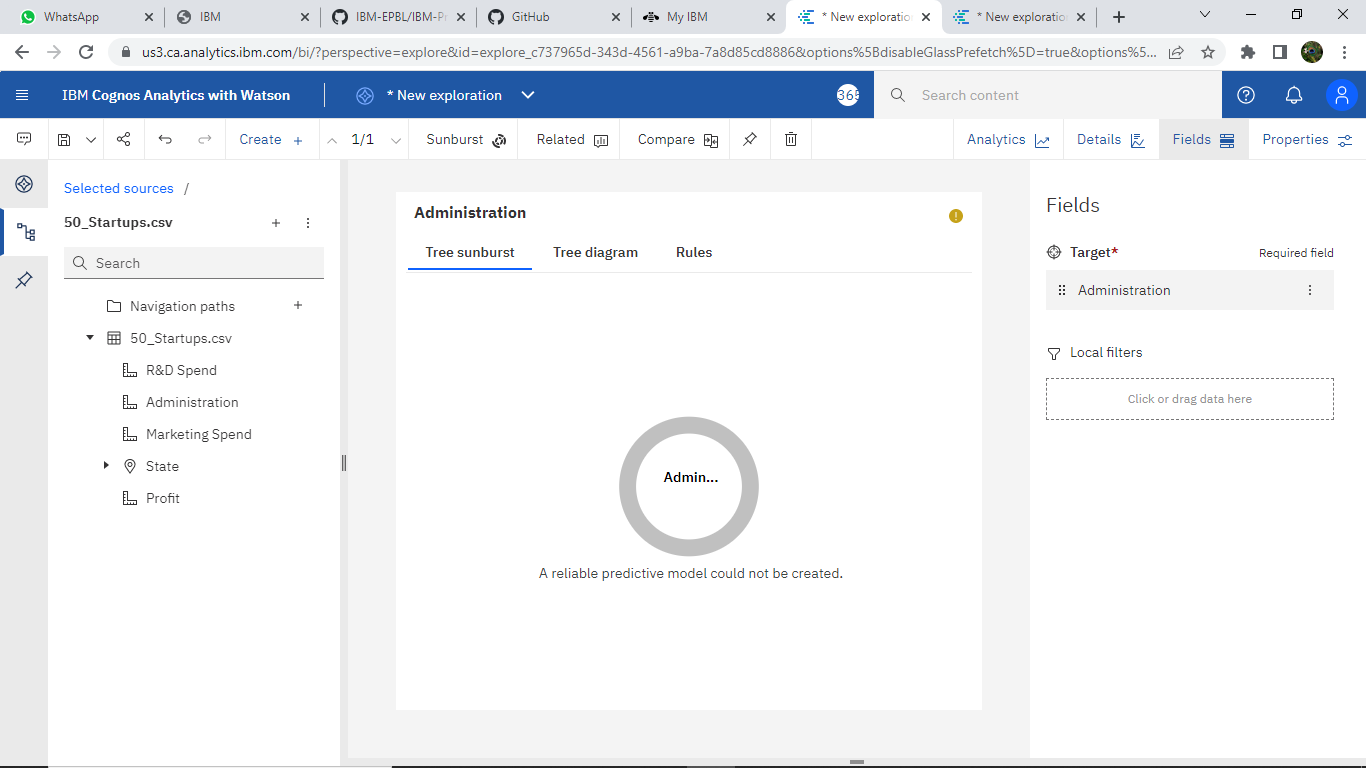 WhatsApp
IBM
IBM-EPBL/IBM-Pr
GitHub
My IBM
* New exploratio
* New exploratio
us3.ca.analytics.ibm.com/bi/?perspective=explore&id=explore_c737965d-343d-4561-a9ba-7a8d85cd8886&options%5BdisableGlassPrefetch%5D=true&options%5...
IBM Cognos Analytics with Watson
* New exploration
365
Search content
Create +
1/1
Sunburst
Related
Compare
Analytics
Details
Fields
Properties
Selected sources /
50_Startups.csv
Search
Navigation paths
50_Startups.csv
R&D Spend
Administration
Marketing Spend
State
Profit
Administration
Tree sunburst
Tree diagram
Rules
Admin...
A reliable predictive model could not be created.
Fields
Target*
Required field
Administration
Local filters
Click or drag data here